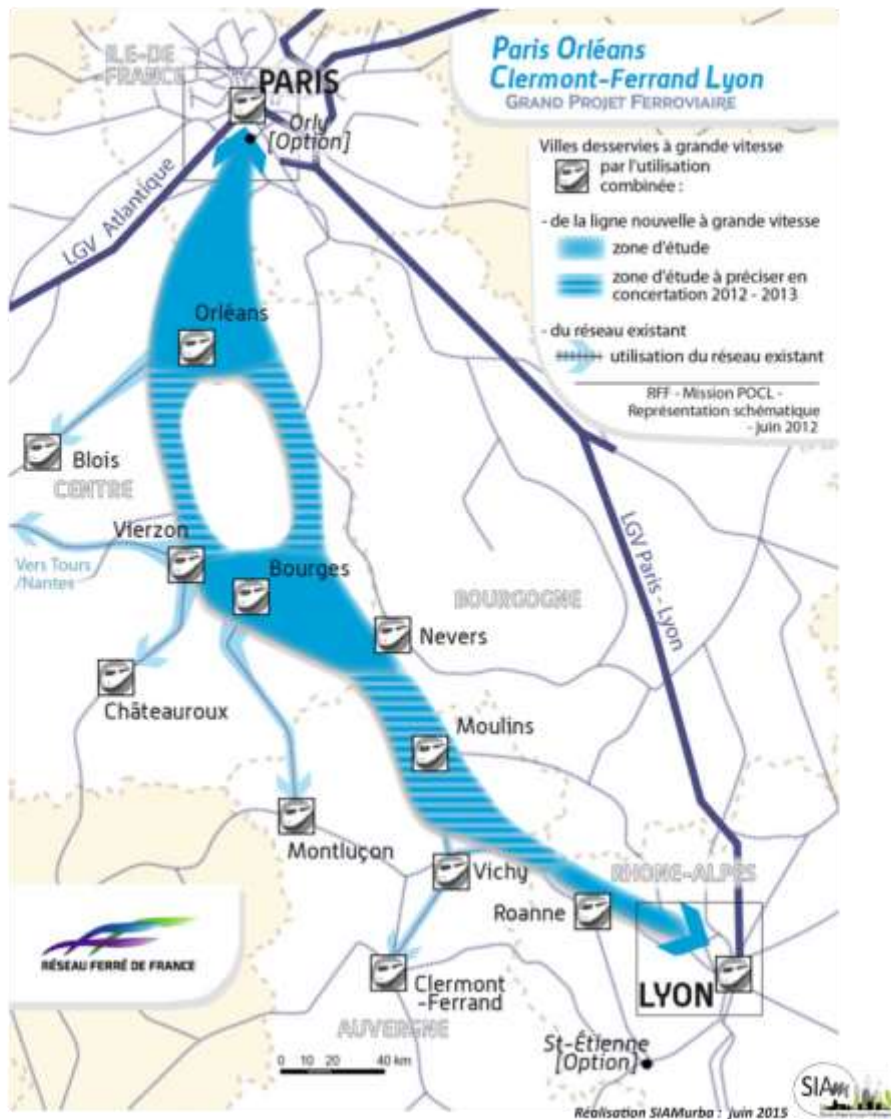 Paris Orléans
Clermont-Ferrand Lyon
GRAND PROJET FERROVIAIRE
Villes desservies à grande vitesse
par l'utilisation
combinée :
- de la ligne nouvelle à grande vitesse
zone d'étude
zone d'étude à préciser en
concertation 2012 - 2013
- du réseau existant
utilisation du réseau existant
RFF - Mission POCL -
Représentation schématique
- juin 2012
ILE-DE
-FRANCE
PARIS
Orly
[Option]
LGV Atlantique
Orléans
Blois
CENTRE
Vierzon
Vers Tours
/Nantes
Bourges
BOURGOGNE
LGV Paris - Lyon
Nevers
Châteauroux
Moulins
Montluçon
Vichy
RHONE-ALPES
Roanne
RÉSEAU FERRÉ DE FRANCE
Clermont
-Ferrand
LYON
AUVERGNE
St-Étienne
[Option]
0 10 20 40 km
SIAm
Réalisation SIAMurba : juin 2015